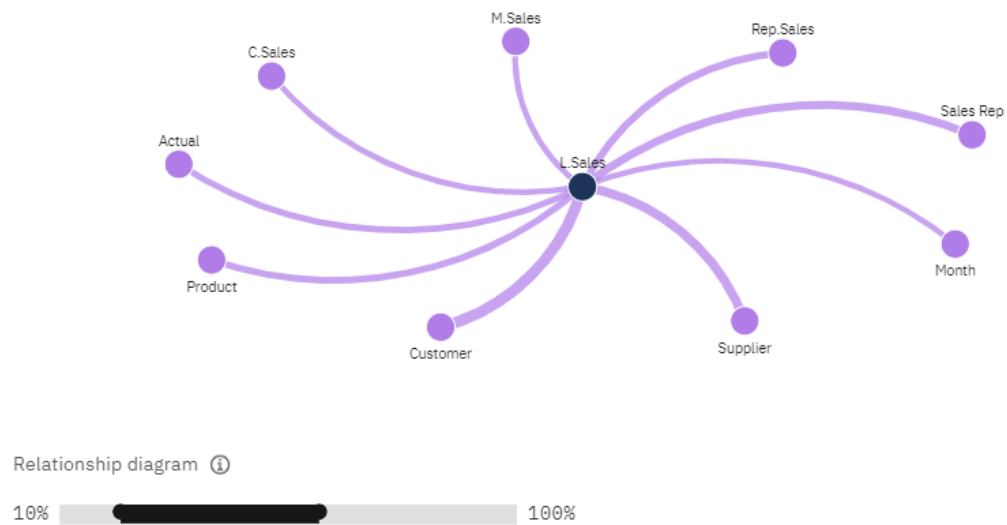 M.Sales
Rep.Sales
C.Sales
Sales Rep
Actual
L.Sales
Product
Month
Customer
Supplier
Relationship diagram
10% 100%